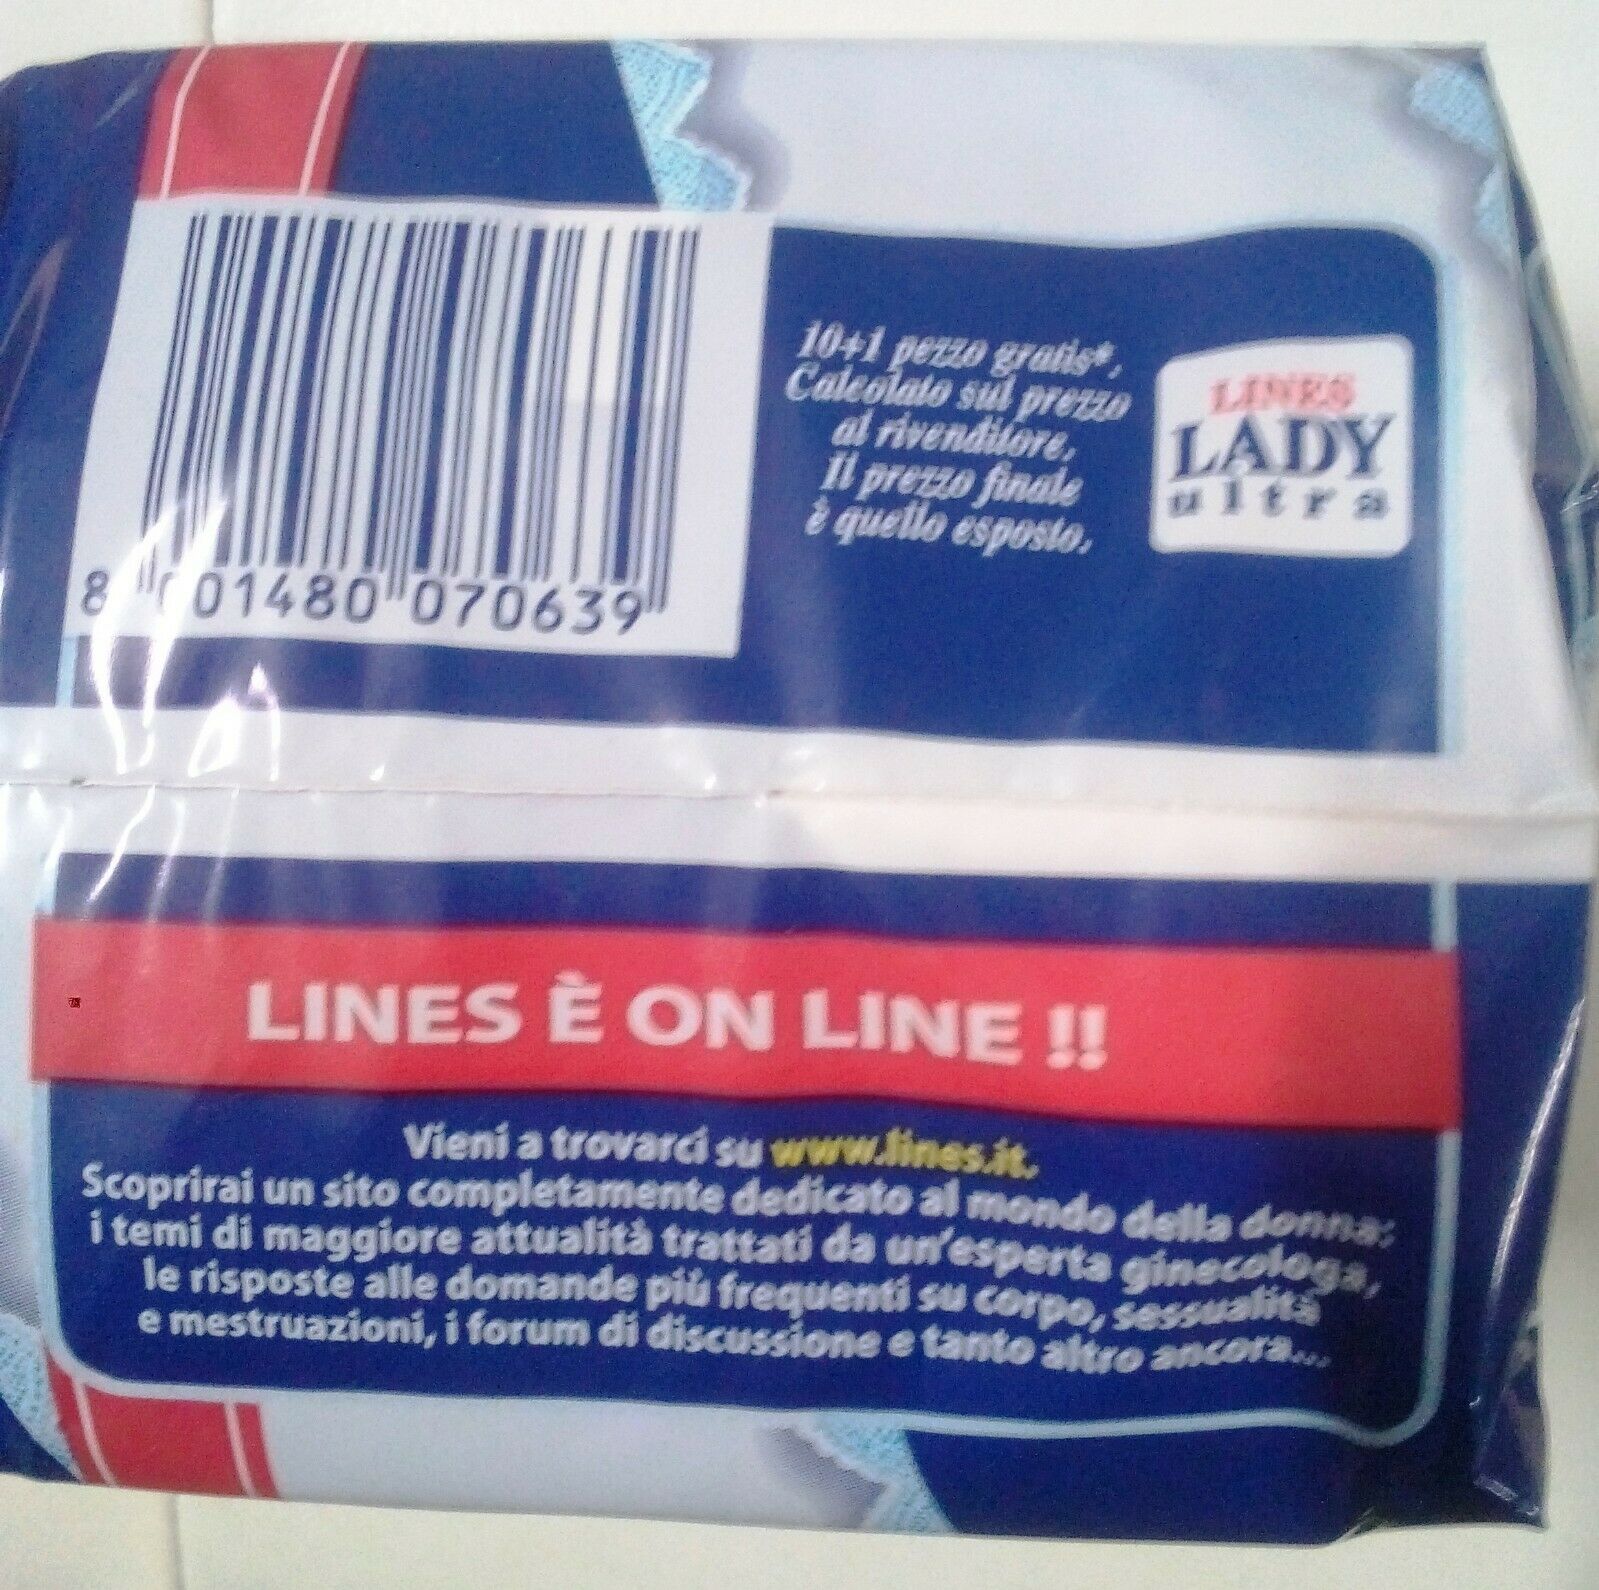 10+1 pezzo gratis*.
Calcolato sul prezzo
al rivenditore.
Il prezzo finale
è quello esposto.
LINES
LADY
ultra
8 001480 070639
LINES È ON LINE !!
Vieni a trovarci su www.lines.it.
Scoprirai un sito completamente dedicato al mondo della donna:
i temi di maggiore attualità trattati da un'esperta ginecologa,
le risposte alle domande più frequenti su corpo, sessualità
e mestruazioni, i forum di discussione e tanto altro ancora...